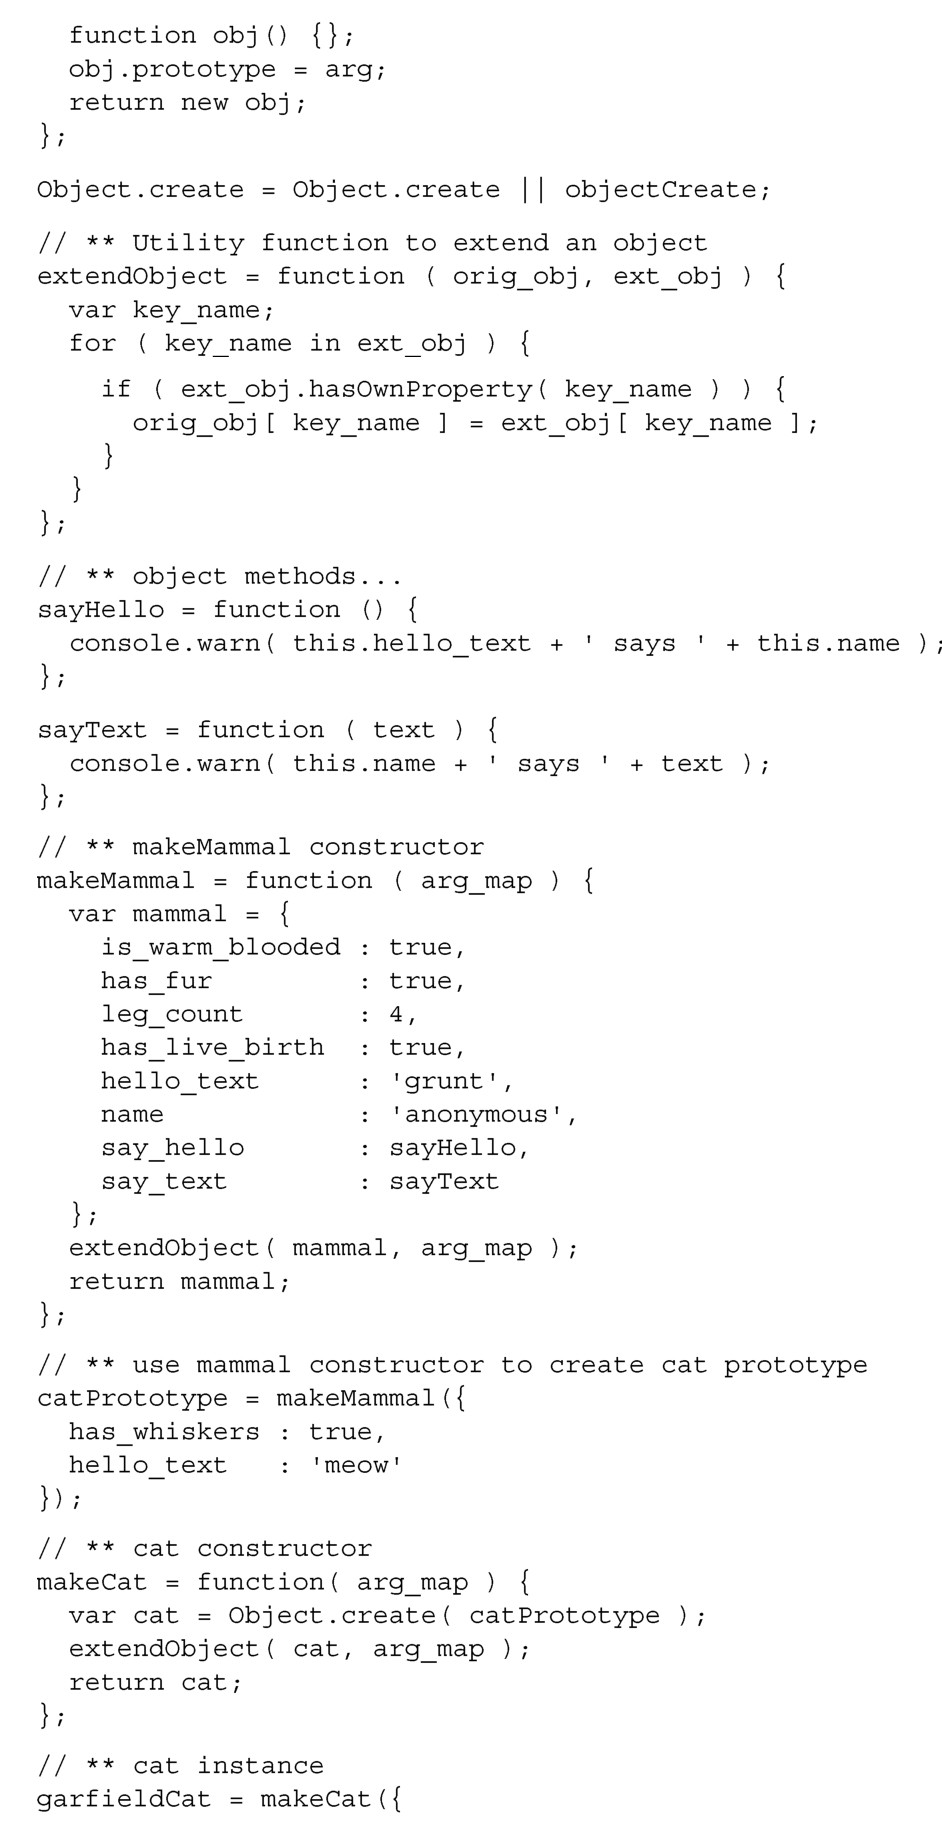 function obj() {};
  obj.prototype = arg;
  return new obj;
};
Object.create = Object.create || objectCreate;
// ** Utility function to extend an object
extendObject = function ( orig_obj, ext_obj ) {
  var key_name;
  for ( key_name in ext_obj ) {
    if ( ext_obj.hasOwnProperty( key_name ) ) {
      orig_obj[ key_name ] = ext_obj[ key_name ];
    }
  }
};
// ** object methods...
sayHello = function () {
  console.warn( this.hello_text + ' says ' + this.name );
};
sayText = function ( text ) {
  console.warn( this.name + ' says ' + text );
};
// ** makeMammal constructor
makeMammal = function ( arg_map ) {
  var mammal = {
    is_warm_blooded : true,
    has_fur         : true,
    leg_count       : 4,
    has_live_birth  : true,
    hello_text      : 'grunt',
    name            : 'anonymous',
    say_hello       : sayHello,
    say_text        : sayText
  };
  extendObject( mammal, arg_map );
  return mammal;
};
// ** use mammal constructor to create cat prototype
catPrototype = makeMammal({
  has_whiskers : true,
  hello_text   : 'meow'
});
// ** cat constructor
makeCat = function( arg_map ) {
  var cat = Object.create( catPrototype );
  extendObject( cat, arg_map );
  return cat;
};
// ** cat instance
garfieldCat = makeCat({